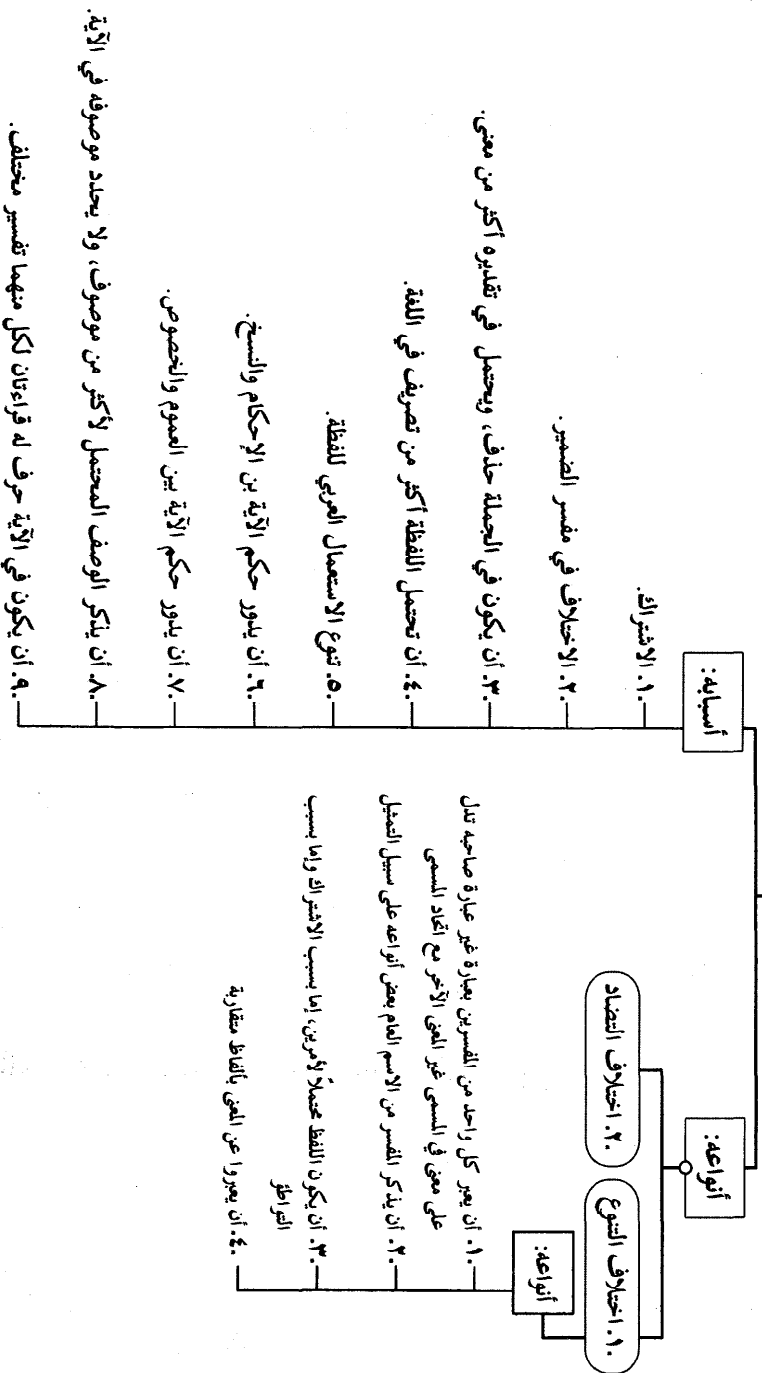 أنواعه:
١. اختلاف التنوع
٢. اختلاف التضاد
أنواعه:
١. أن يعبر كل واحد من المفسرين بعبارة غير عبارة صاحبه تدل
على معنى في المسمى غير المعنى الآخر مع اتحاد المسمى
٢. أن يذكر المفسر من الاسم العام بعض أنواعه على سبيل التمثيل
٣. أن يكون اللفظ محتملاً لأمرين، إما بسبب الاشتراك وإما بسبب
التواطؤ
٤. أن يعبروا عن المعنى بألفاظ متقاربة
أسبابه:
١. الاشتراك.
٢. الاختلاف في مفسر الضمير.
٣. أن يكون في الجملة حذف، ويحتمل في تقديره أكثر من معنى.
٤. أن تحتمل اللفظة أكثر من تصريف في اللغة.
٥. تنوع الاستعمال العربي للفظة.
٦. أن يدور حكم الآية بن الإحكام والنسخ.
٧. أن يدور حكم الآية بين العموم والخصوص.
٨. أن يذكر الوصف المحتمل لأكثر من موصوف، ولا يحدد موصوفه في الآية.
٩. أن يكون في الآية حرف له قراءتان لكل منهما تفسير مختلف.